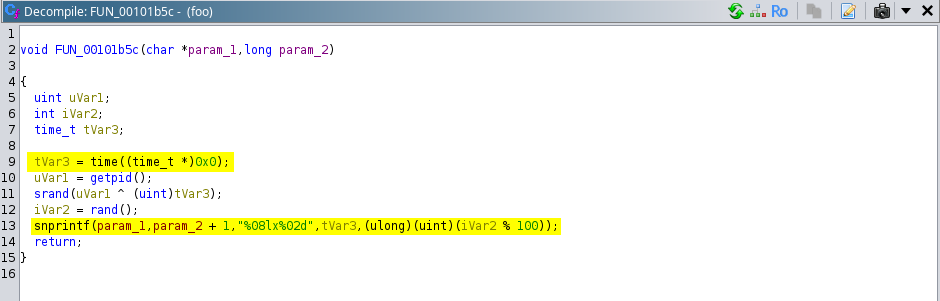 Decompile: FUN_00101b5c - (foo)
Ro
1
2 void FUN_00101b5c(char *param_1,long param_2)
3
4 {
5 uint uVar1;
6 int iVar2;
7 time_t tVar3;
8
9 tVar3 = time((time_t *)0x0);
10 uVar1 = getpid();
11 srand(uVar1 ^ (uint)tVar3);
12 iVar2 = rand();
13 snprintf(param_1,param_2 + 1,"%08lx%02d",tVar3,(ulong)(uint)(iVar2 % 100));
14 return;
15 }
16